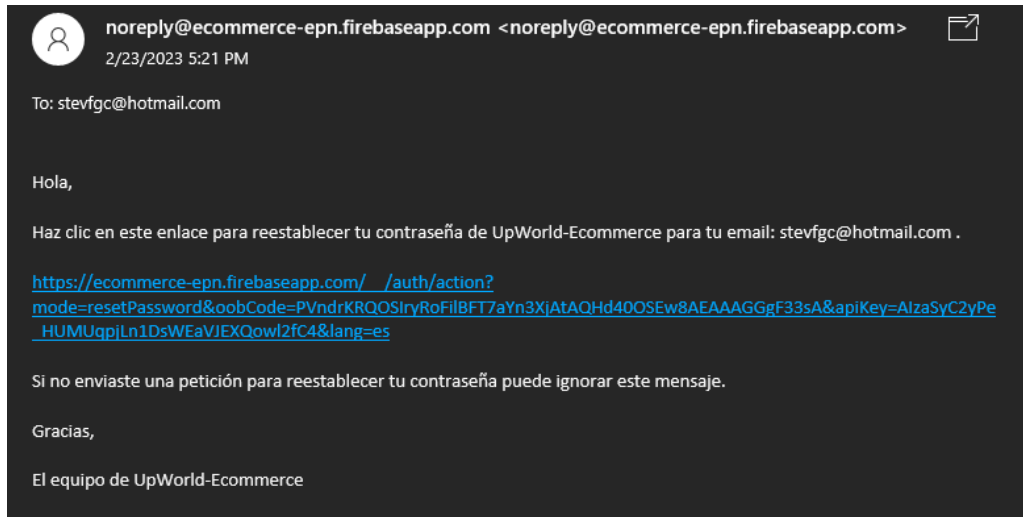 noreply@ecommerce-epn.firebaseapp.com <noreply@ecommerce-epn.firebaseapp.com>
2/23/2023 5:21 PM
To: stevfgc@hotmail.com
Hola,
Haz clic en este enlace para reestablecer tu contraseña de UpWorld-Ecommerce para tu email: stevfgc@hotmail.com .
https://ecommerce-epn.firebaseapp.com/__/auth/action?
mode=resetPassword&oobCode=PVndrKRQOSIryRoFilBFT7aYn3XjAtAQHd40OSEw8AEAAAGGgF33sA&apiKey=AIzaSyC2yPe
_HUMUqpjLn1DsWEaVJEXQowl2fC4&lang=es
Si no enviaste una petición para reestablecer tu contraseña puede ignorar este mensaje.
Gracias,
El equipo de UpWorld-Ecommerce